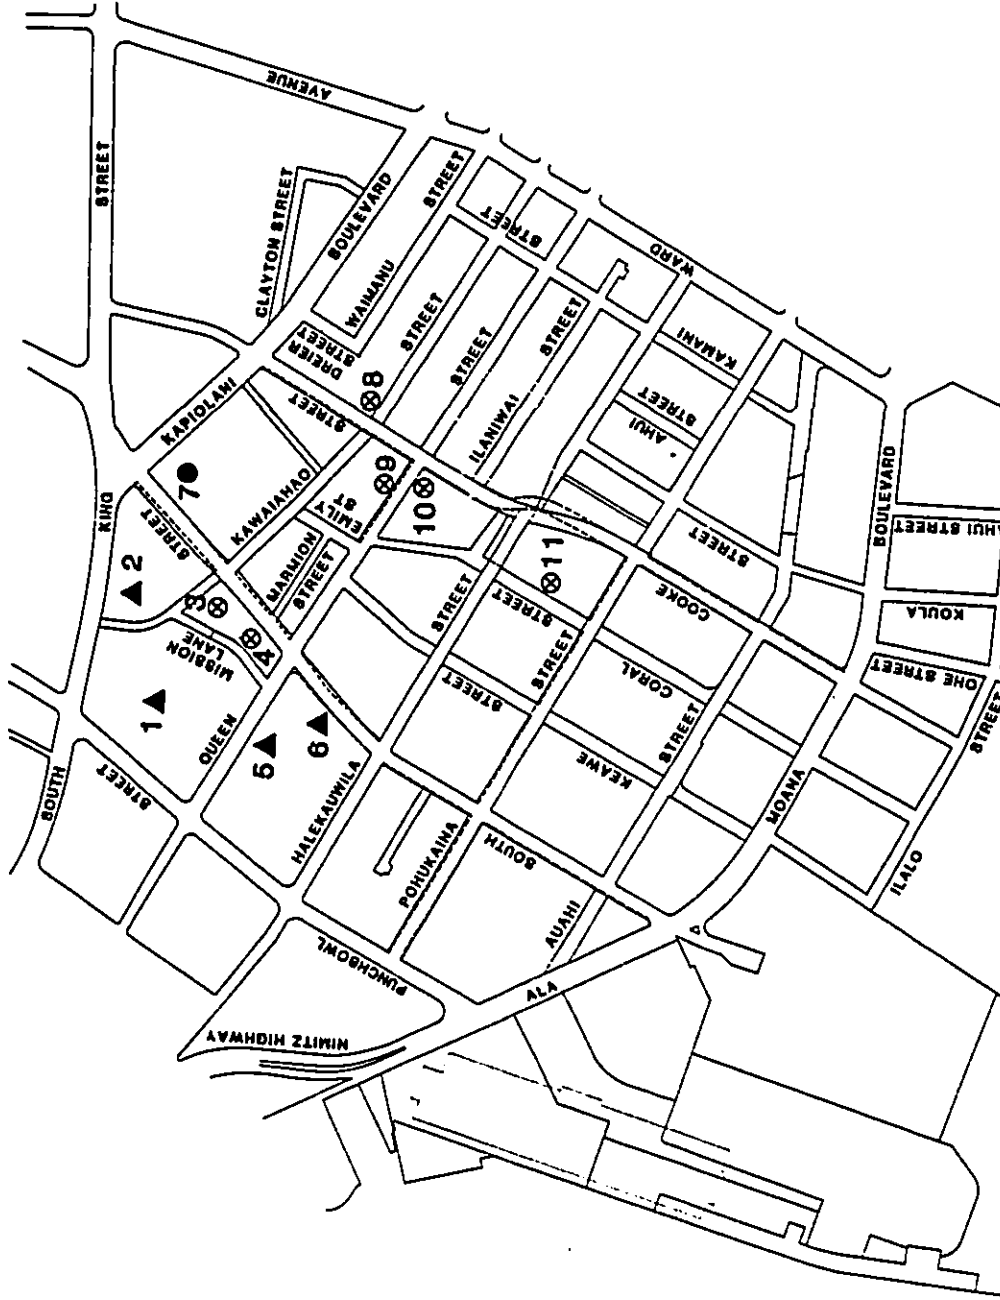 AVENUE
STREET
CLAYTON STREET
BOULEVARD
STREET
WAIMANU
STREET
DREIER
STREET
STREET
WARD
STREET
STREET
KAPIOLANI
STREET
8
KAMANI
ILANIWAI
STREET
AHUI
7
KING
STREET
KAWAIAHAO
EMILY
ST
9
10
BOULEVARD
AHUI STREET
2
MARMION
STREET
11
STREET
KOULA
MISSION
LANE
STREET
STREET
COOKE
OHE STREET
1
QUEEN
5
6
STREET
STREET
CORAL
STREET
STREET
KEAWE
SOUTH
STREET
HALEKAUWILA
MOANA
POHUKAINA
SOUTH
ILALO
AUAHI
PUNCHBOWL
ALA
NIMITZ HIGHWAY